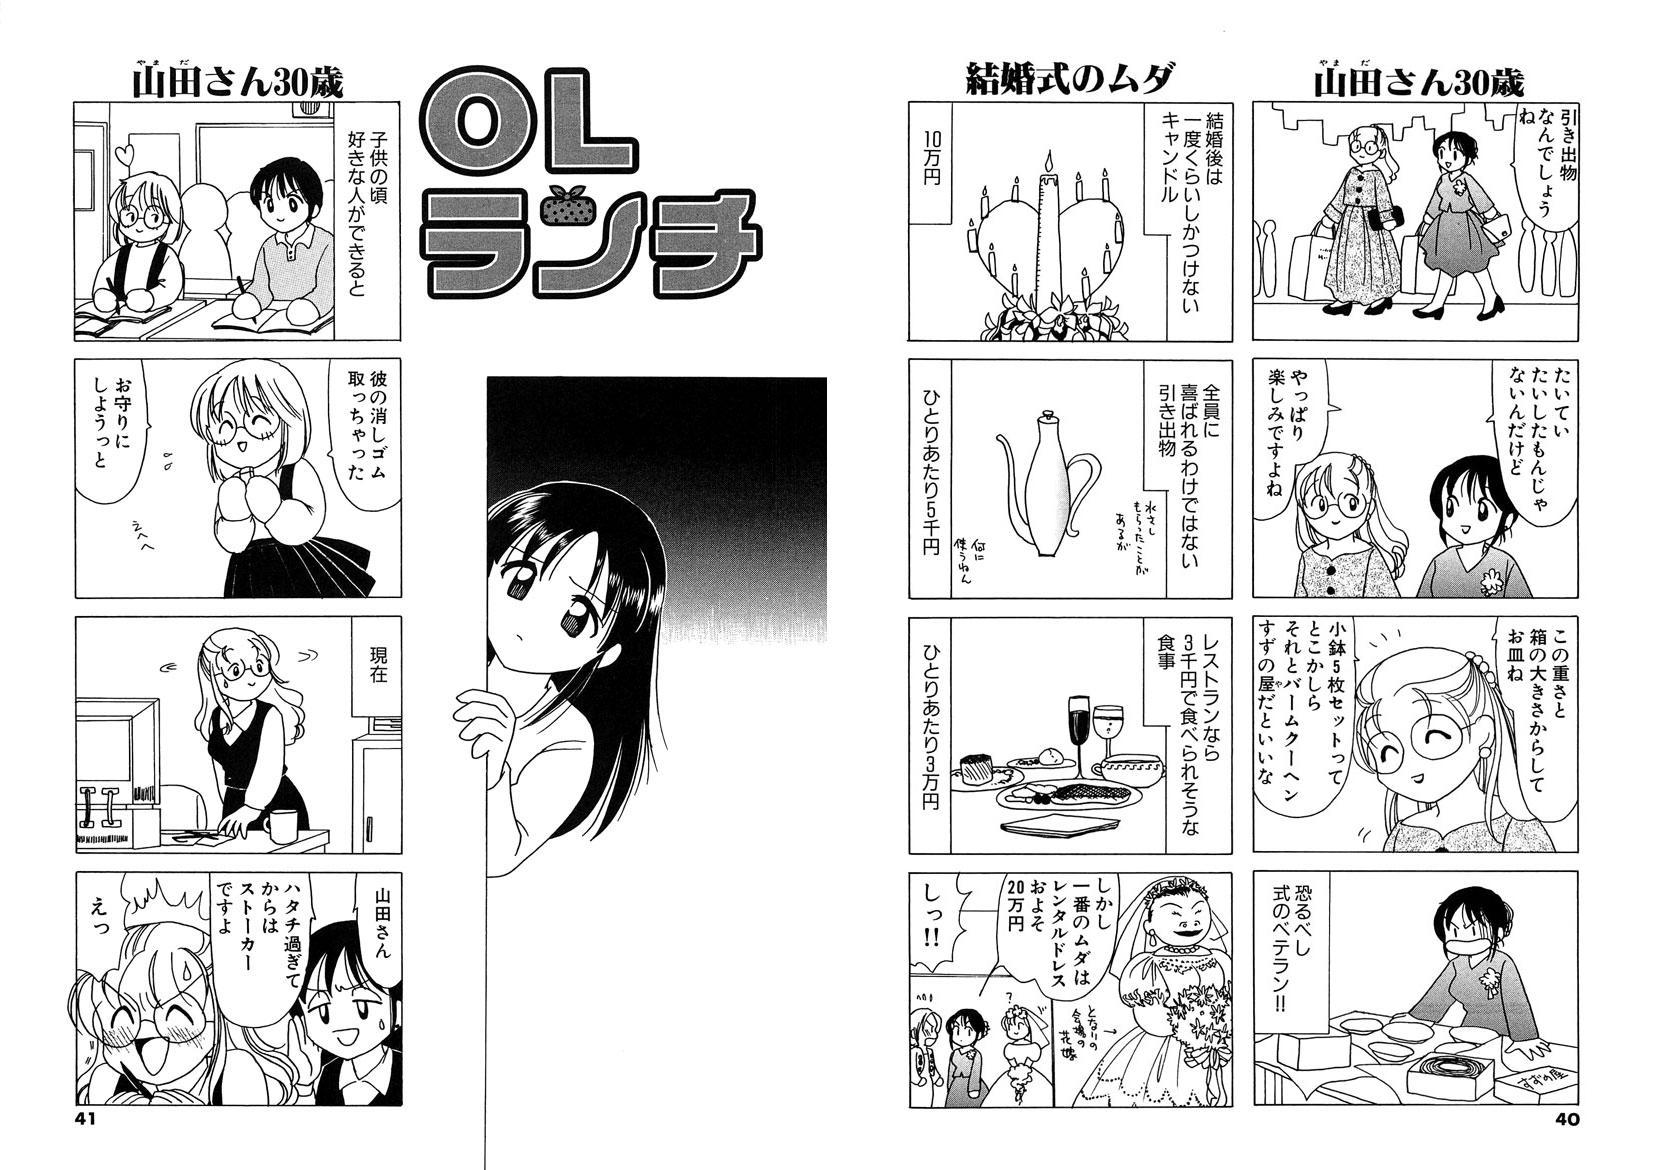 山田さん30歳
やまだ
引き出物
なんでしょう
ね
たいてい
たいしたもんじゃ
ないんだけど
やっぱり
楽しみですよね
この重さと
箱の大きさからして
お皿ね
小鉢5枚セットって
とこかしら
それとバームクーヘン
すずの屋だといいな
や
恐るべし
式のベテラン!!
すずの屋
40
結婚式のムダ
結婚後は
一度くらいしかつけない
キャンドル
10万円
全員に
喜ばれるわけではない
引き出物
水さし
もらったことが
あるが
何に
使うねん
ひとりあたり5千円
レストランなら
3千円で食べられそうな
食事
ひとりあたり3万円
しかし
一番のムダは
レンタルドレス
およそ
20万円
しっ!!
?
となりの
会場の
花嫁
OL
ランチ
山田さん30歳
やまだ
子供の頃
好きな人ができると
彼の消しゴム
取っちゃった
お守りに
しようっと
えへへ
現在
山田さん
ハタチ過ぎて
からは
ストーカー
ですよ
えっ
41